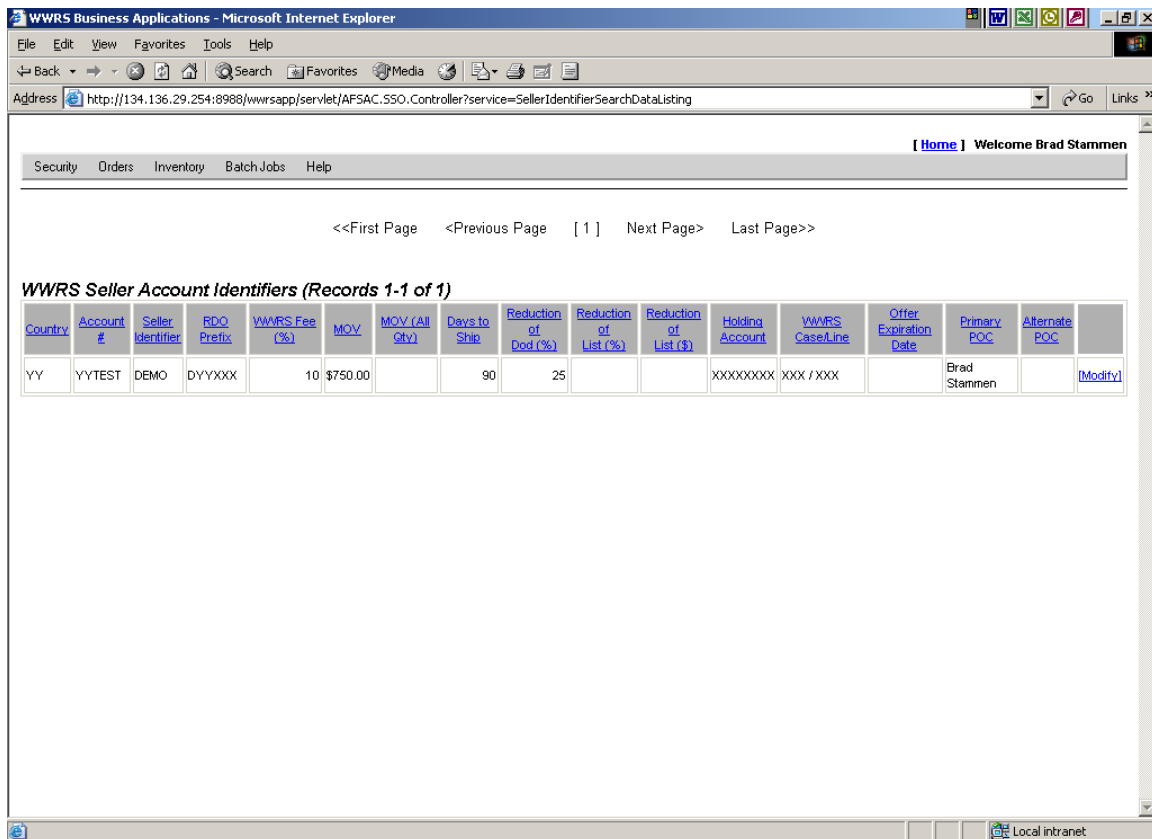 WWRS Business Applications - Microsoft Internet Explorer
File Edit View Favorites Tools Help
Back Search Favorites Media
Address http://134.136.29.254:8988/wwrsapp/servlet/AFSAC.SSO.Controller?service=SellerIdentifierSearchDataListing Go Links »
[ Home ] Welcome Brad Stammen
Security Orders Inventory Batch Jobs Help
<<First Page <Previous Page [ 1 ] Next Page> Last Page>>
WWRS Seller Account Identifiers (Records 1-1 of 1)
Country Account # Seller Identifier RDO Prefix WWRS Fee (%) MOV MOV (All Qty) Days to Ship Reduction of Dod (%) Reduction of List (%) Reduction of List ($) Holding Account WWRS Case/Line Offer Expiration Date Primary POC Alternate POC
YY YYTEST DEMO DYYXXX 10 $750.00 90 25 XXXXXXXX XXX / XXX Brad Stammen [Modify]
Local intranet